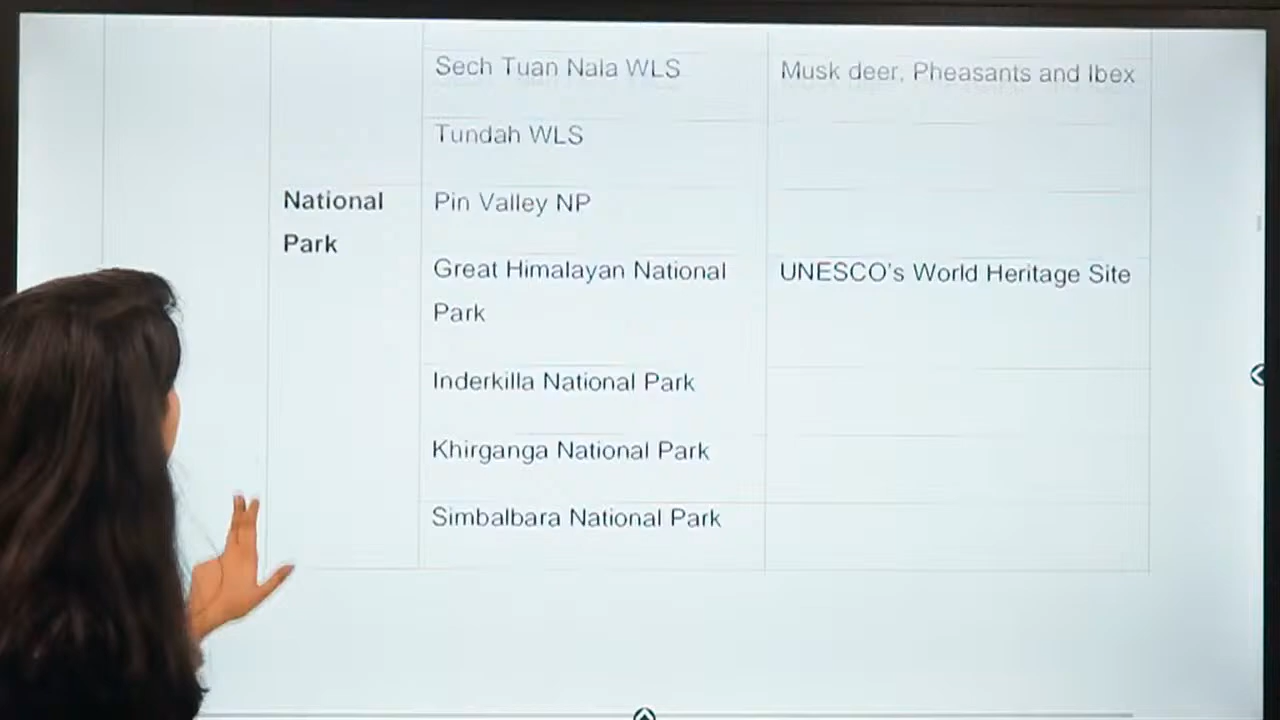 Sech Tuan Nala WLS
Musk deer, Pheasants and Ibex
Tundah WLS
National
Park
Pin Valley NP
Great Himalayan National
Park
UNESCO's World Heritage Site
Inderkilla National Park
Khirganga National Park
Simbalbara National Park